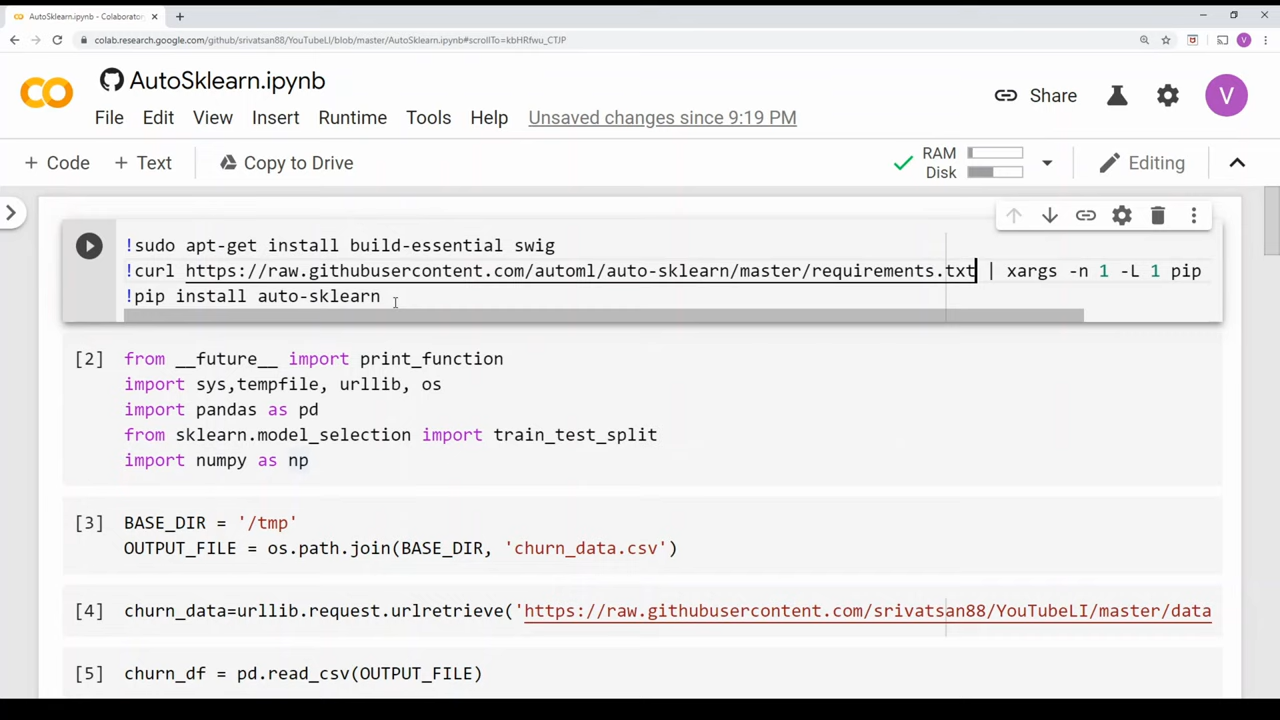 AutoSklearn.ipynb - Colaborator
colab.research.google.com/github/srivatsan88/YouTubeLI/blob/master/AutoSklearn.ipynb#scrollTo=kbHRfwu_CTJP
V
AutoSklearn.ipynb
Share
V
File Edit View Insert Runtime Tools Help Unsaved changes since 9:19 PM
+ Code + Text Copy to Drive
RAM
Disk
Editing
!sudo apt-get install build-essential swig
!curl https://raw.githubusercontent.com/automl/auto-sklearn/master/requirements.txt | xargs -n 1 -L 1 pip
!pip install auto-sklearn
[2] from __future__ import print_function
import sys,tempfile, urllib, os
import pandas as pd
from sklearn.model_selection import train_test_split
import numpy as np
[3] BASE_DIR = '/tmp'
OUTPUT_FILE = os.path.join(BASE_DIR, 'churn_data.csv')
[4] churn_data=urllib.request.urlretrieve('https://raw.githubusercontent.com/srivatsan88/YouTubeLI/master/data
[5] churn_df = pd.read_csv(OUTPUT_FILE)